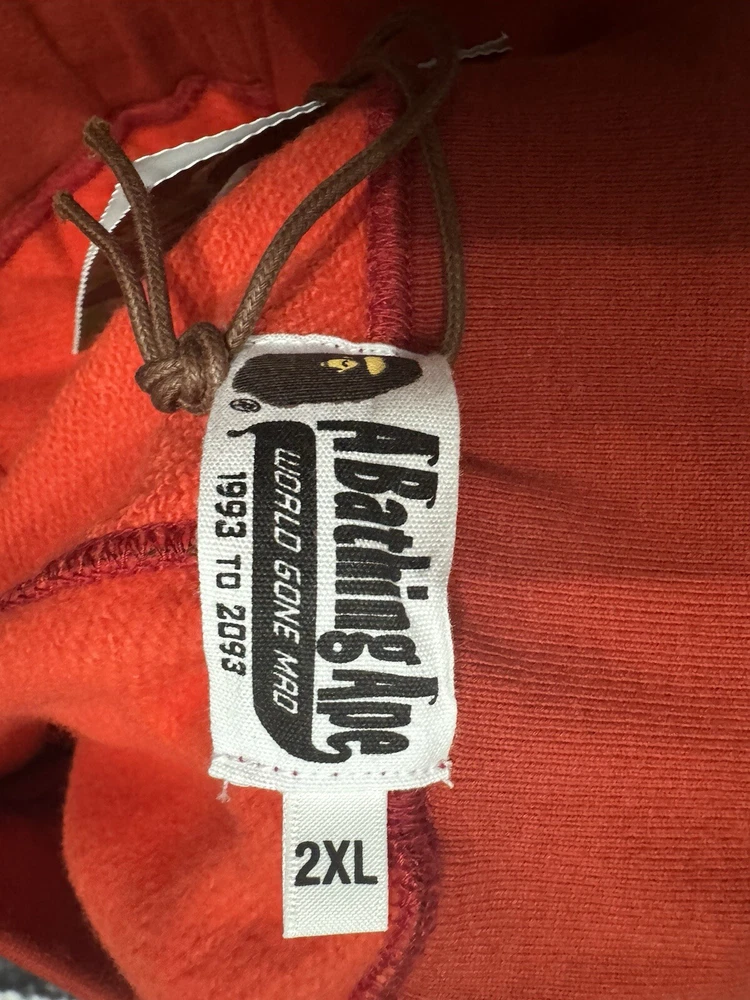 A Bathing Ape
®
WORLD GONE MAD
1993 TO 2093
2XL